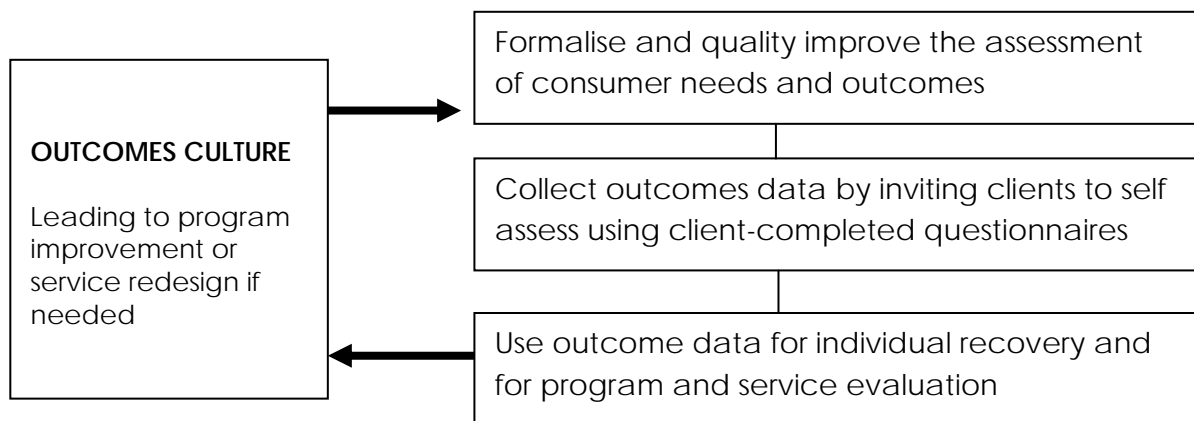 OUTCOMES CULTURE
Leading to program
improvement or
service redesign if
needed
Formalise and quality improve the assessment
of consumer needs and outcomes
Collect outcomes data by inviting clients to self
assess using client-completed questionnaires
Use outcome data for individual recovery and
for program and service evaluation